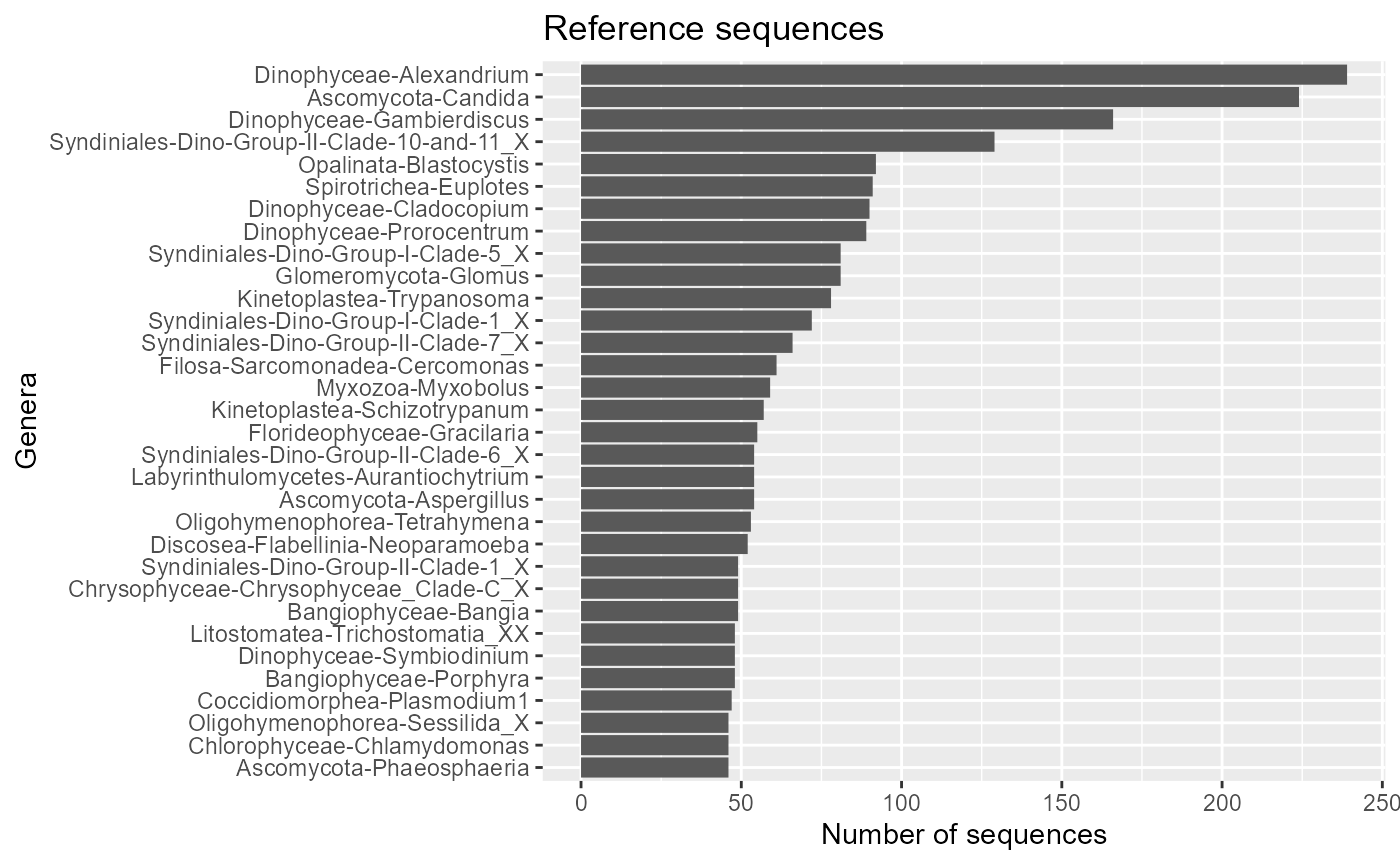 Reference sequences
Dinophyceae-Alexandrium
Ascomycota-Candida
Dinophyceae-Gambierdiscus
Syndiniales-Dino-Group-II-Clade-10-and-11_X
Opalinata-Blastocystis
Spirotrichea-Euplotes
Dinophyceae-Cladocopium
Dinophyceae-Prorocentrum
Syndiniales-Dino-Group-I-Clade-5_X
Glomeromycota-Glomus
Kinetoplastea-Trypanosoma
Syndiniales-Dino-Group-I-Clade-1_X
Syndiniales-Dino-Group-II-Clade-7_X
Filosa-Sarcomonadea-Cercomonas
Myxozoa-Myxobolus
Kinetoplastea-Schizotrypanum
Florideophyceae-Gracilaria
Syndiniales-Dino-Group-II-Clade-6_X
Labyrinthulomycetes-Aurantiochytrium
Ascomycota-Aspergillus
Oligohymenophorea-Tetrahymena
Discosea-Flabellinia-Neoparamoeba
Syndiniales-Dino-Group-II-Clade-1_X
Chrysophyceae-Chrysophyceae_Clade-C_X
Bangiophyceae-Bangia
Litostomatea-Trichostomatia_XX
Dinophyceae-Symbiodinium
Bangiophyceae-Porphyra
Coccidiomorphea-Plasmodium1
Oligohymenophorea-Sessilida_X
Chlorophyceae-Chlamydomonas
Ascomycota-Phaeosphaeria
Genera
0 50 100 150 200 250
Number of sequences